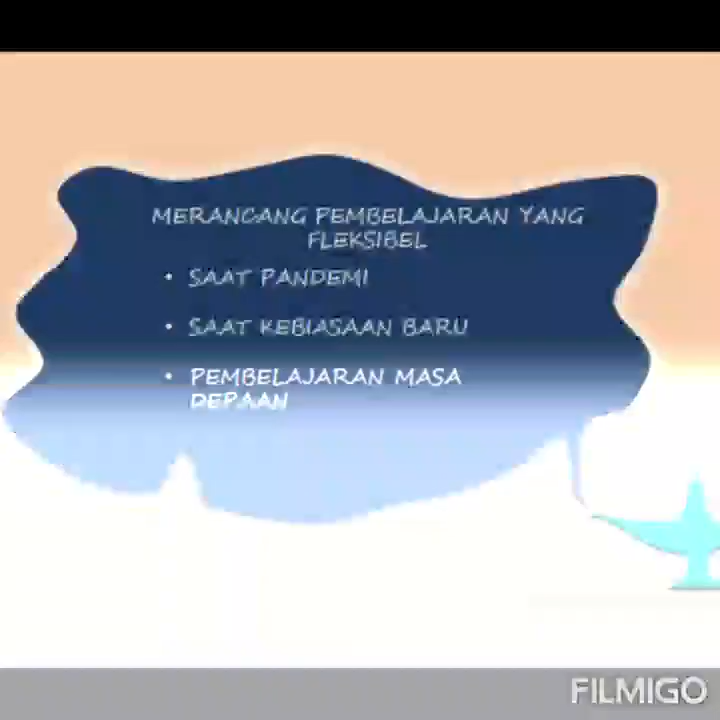 MERANCANG PEMBELAJARAN YANG
FLEKSIBEL
• SAAT PANDEMI
• SAAT KEBIASAAN BARU
• PEMBELAJARAN MASA
DEPAAN
FILMIGO